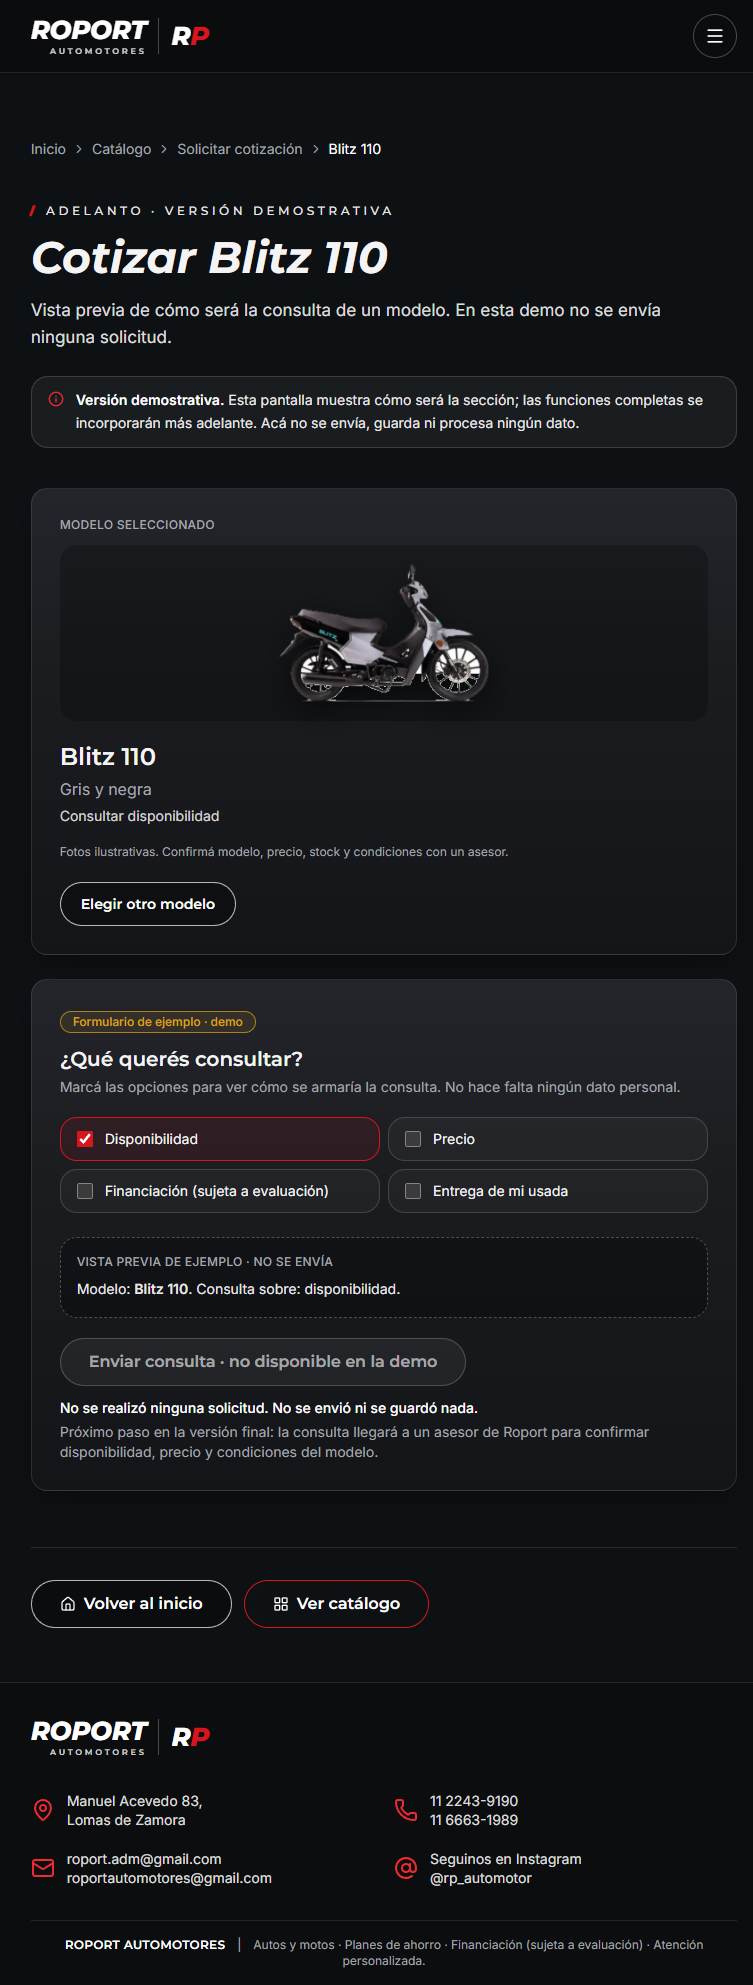 ROPORT
AUTOMOTORES
RP
Inicio > Catálogo > Solicitar cotización > Blitz 110
/ ADELANTO · VERSIÓN DEMOSTRATIVA
Cotizar Blitz 110
Vista previa de cómo será la consulta de un modelo. En esta demo no se envía
ninguna solicitud.
Versión demostrativa. Esta pantalla muestra cómo será la sección; las funciones completas se
incorporarán más adelante. Acá no se envía, guarda ni procesa ningún dato.
MODELO SELECCIONADO
BLITZ
Blitz 110
Gris y negra
Consultar disponibilidad
Fotos ilustrativas. Confirmá modelo, precio, stock y condiciones con un asesor.
Elegir otro modelo
Formulario de ejemplo · demo
¿Qué querés consultar?
Marcá las opciones para ver cómo se armaría la consulta. No hace falta ningún dato personal.
Disponibilidad
Precio
Financiación (sujeta a evaluación)
Entrega de mi usada
VISTA PREVIA DE EJEMPLO · NO SE ENVÍA
Modelo: Blitz 110. Consulta sobre: disponibilidad.
Enviar consulta · no disponible en la demo
No se realizó ninguna solicitud. No se envió ni se guardó nada.
Próximo paso en la versión final: la consulta llegará a un asesor de Roport para confirmar
disponibilidad, precio y condiciones del modelo.
Volver al inicio
Ver catálogo
ROPORT
AUTOMOTORES
RP
Manuel Acevedo 83,
Lomas de Zamora
11 2243-9190
11 6663-1989
roport.adm@gmail.com
roportautomotores@gmail.com
Seguinos en Instagram
@rp_automotor
ROPORT AUTOMOTORES | Autos y motos · Planes de ahorro · Financiación (sujeta a evaluación) · Atención
personalizada.